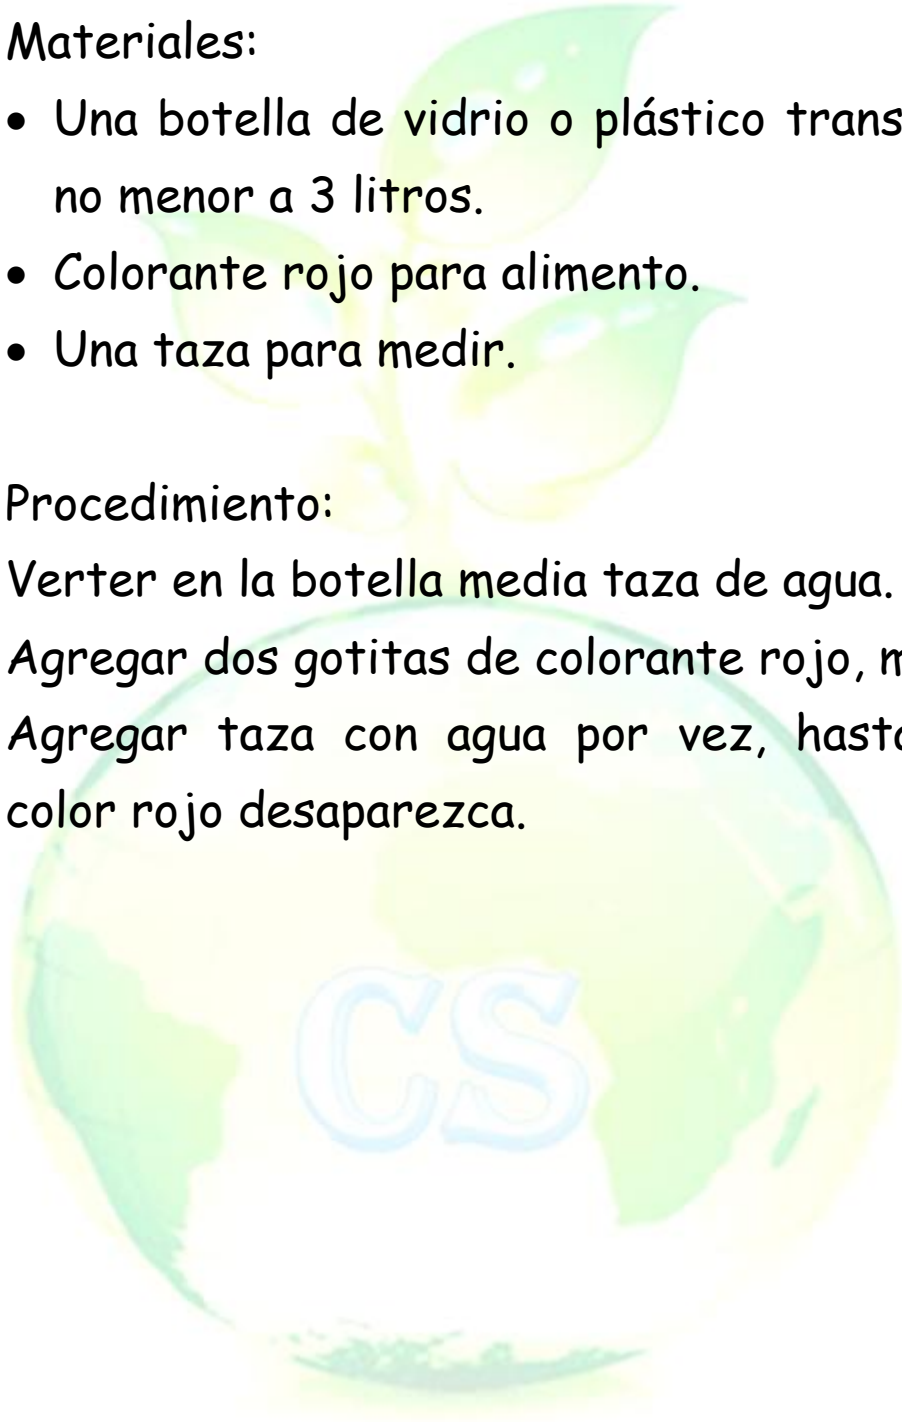 Materiales:
• Una botella de vidrio o plástico trans
no menor a 3 litros.
• Colorante rojo para alimento.
• Una taza para medir.
Procedimiento:
Verter en la botella media taza de agua.
Agregar dos gotitas de colorante rojo,
Agregar taza con agua por vez, hasta
color rojo desaparezca.
CS